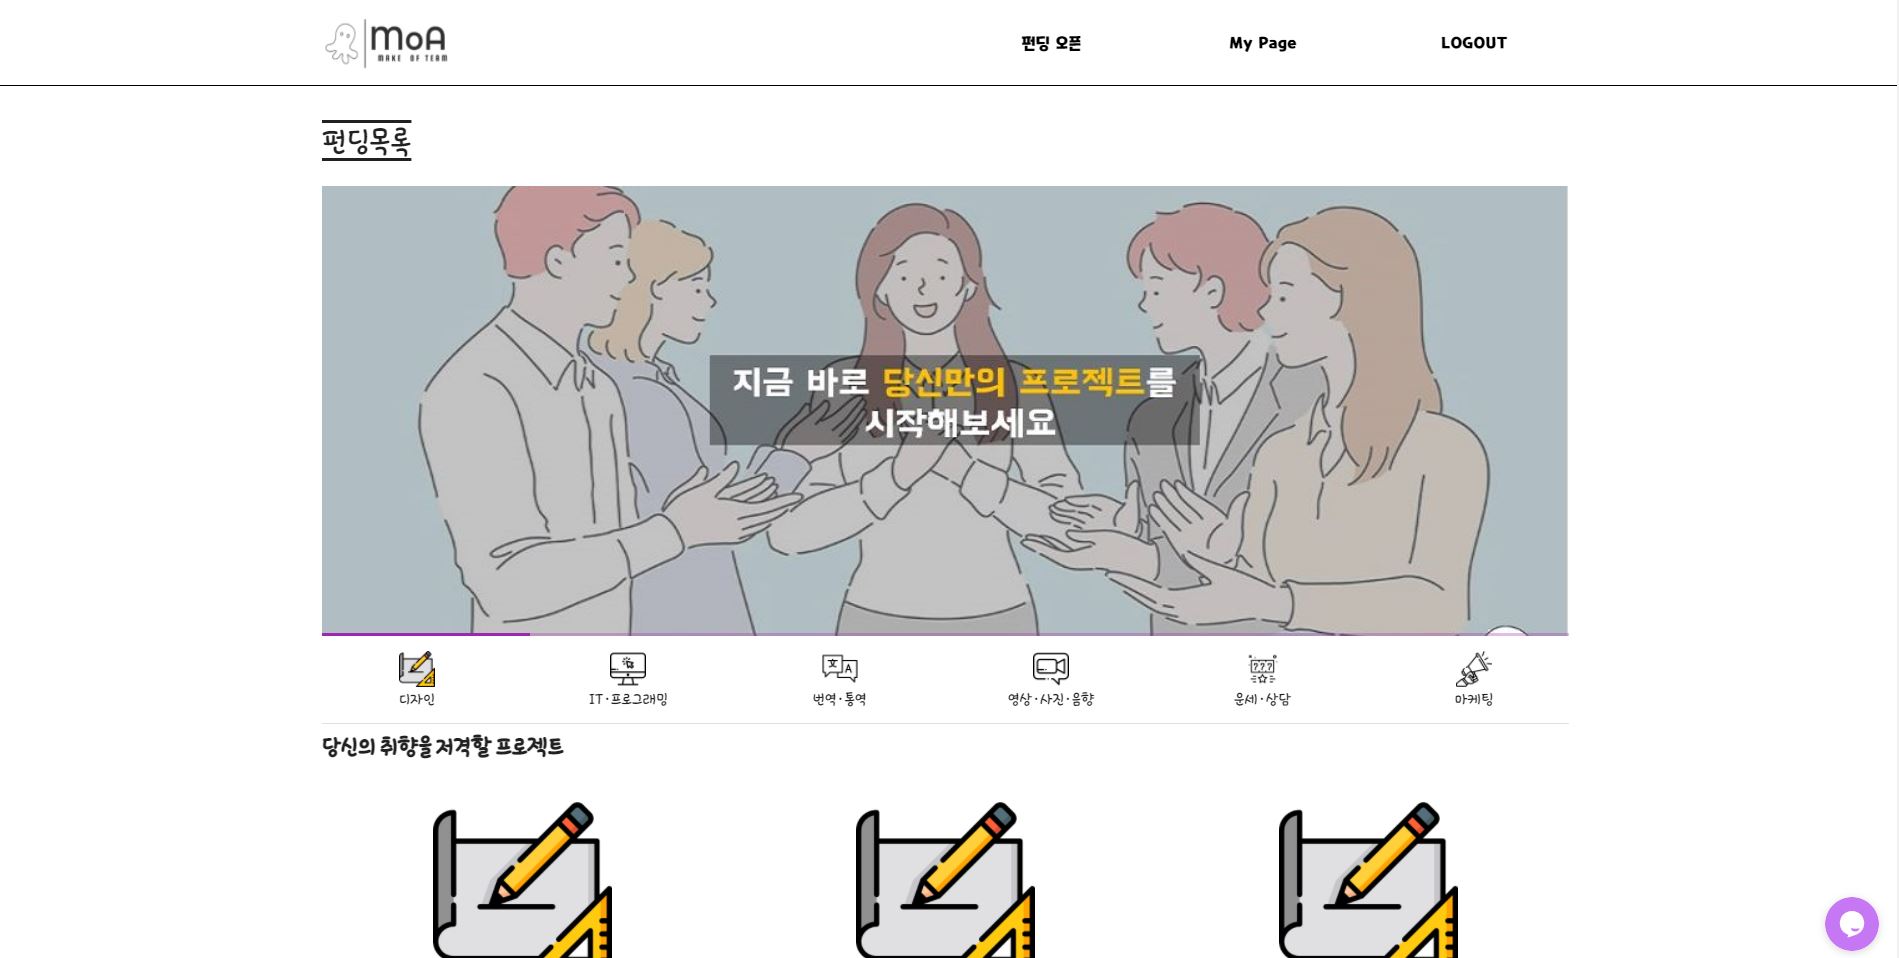 MoA
MAKE OF TEAM
펀딩 오픈
My Page
LOGOUT
펀딩목록
지금 바로 당신만의 프로젝트를
시작해보세요
디자인
IT·프로그래밍
번역·통역
영상·사진·음향
운세·상담
마케팅
당신의 취향을 저격할 프로젝트